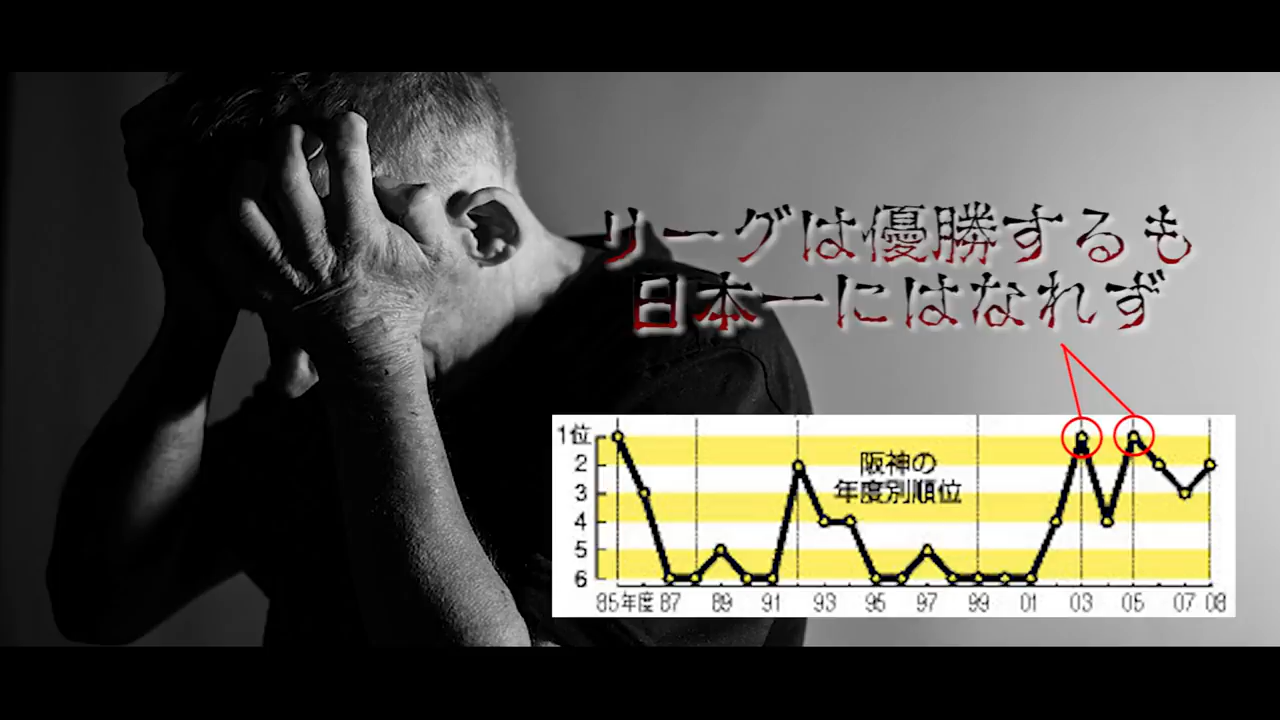 リーグは優勝するも
日本一にはなれず
阪神の
年度別順位
1位
2
3
4
5
6
85年度 87 89 91 93 95 97 99 01 03 05 07 08